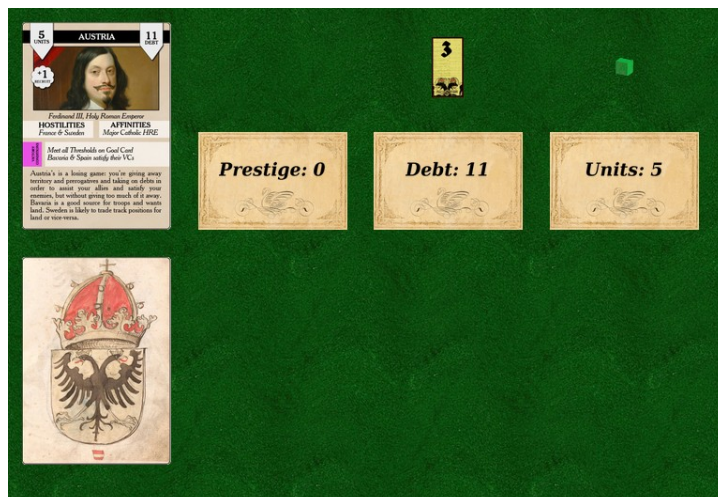 5
UNITS
AUSTRIA
11
DEBT
+1
Ferdinand III, Holy Roman Emperor
HOSTILITIES
France & Sweden
AFFINITIES
Major Catholic HRE
Meet all Thresholds on Goal Card
Bavaria & Spain satisfy their VCs
Austria's is a losing game: you're giving away
territory and prerogatives and taking on debts in
order to assist your allies and satisfy your
enemies, but without giving too much of it away.
Bavaria is a good source for troops and wants
land. Sweden is likely to trade track positions for
land or vice versa.
3
Prestige: 0
Debt: 11
Units: 5